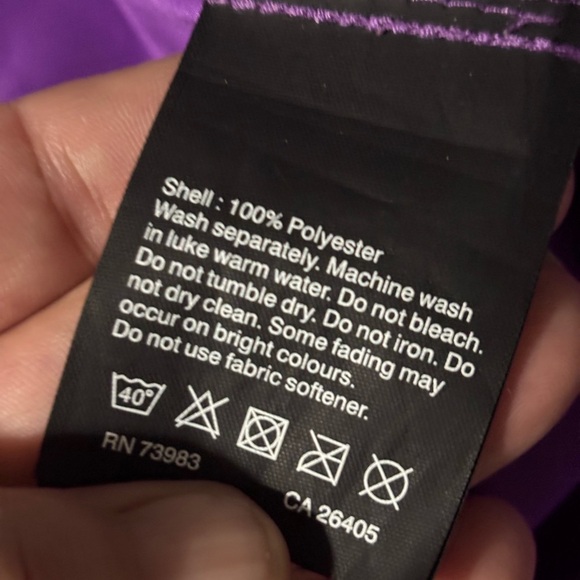 Shell : 100% Polyester
Wash separately. Machine wash
in luke warm water. Do not bleach.
Do not tumble dry. Do not iron. Do
not dry clean. Some fading may
occur on bright colours.
Do not use fabric softener.
40°
RN 73983
CA 26405